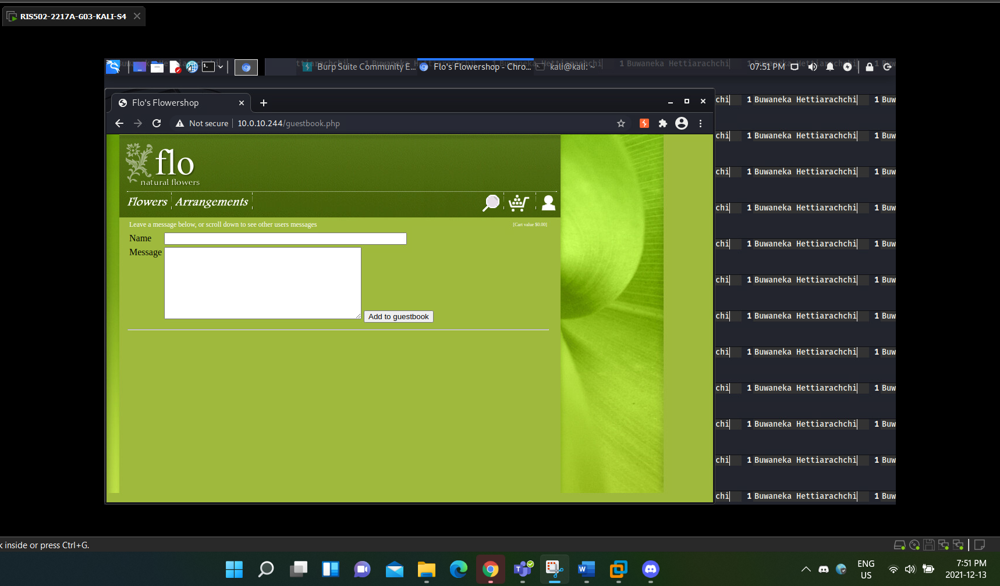 RIS502-2217A-G03-KALI-S4
Burp Suite Community E... Flo's Flowershop - Chro... kali@kali: ~ 07:51 PM
1 Buwaneka Hettiarachchi
Flo's Flowershop
Not secure 10.0.10.244/guestbook.php
flo
natural flowers
Flowers Arrangements
Leave a message below, or scroll down to see other users messages [Cart value $0.00]
Name
Message
Add to guestbook
chi 1 Buwaneka Hettiarachchi 1 Buw
chi 1 Buwaneka Hettiarachchi 1 Buw
chi 1 Buwaneka Hettiarachchi 1 Buw
chi 1 Buwaneka Hettiarachchi 1 Buw
chi 1 Buwaneka Hettiarachchi 1 Buw
chi 1 Buwaneka Hettiarachchi 1 Buw
chi 1 Buwaneka Hettiarachchi 1 Buw
chi 1 Buwaneka Hettiarachchi 1 Buw
chi 1 Buwaneka Hettiarachchi 1 Buw
chi 1 Buwaneka Hettiarachchi 1 Buw
chi 1 Buwaneka Hettiarachchi 1 Buw
chi 1 Buwaneka Hettiarachchi 1 Buw
inside or press Ctrl+G.
ENG
US
7:51 PM
2021-12-13